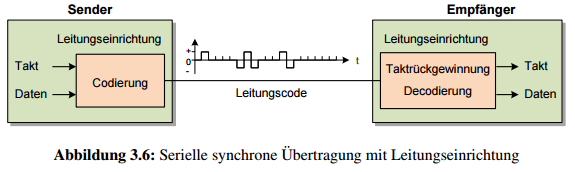 Sender
Empfänger
Leitungseinrichtung
Leitungseinrichtung
Takt
Daten
Codierung
+
0
-
t
Leitungscode
Taktrückgewinnung
Decodierung
Takt
Daten
Abbildung 3.6: Serielle synchrone Übertragung mit Leitungseinrichtung